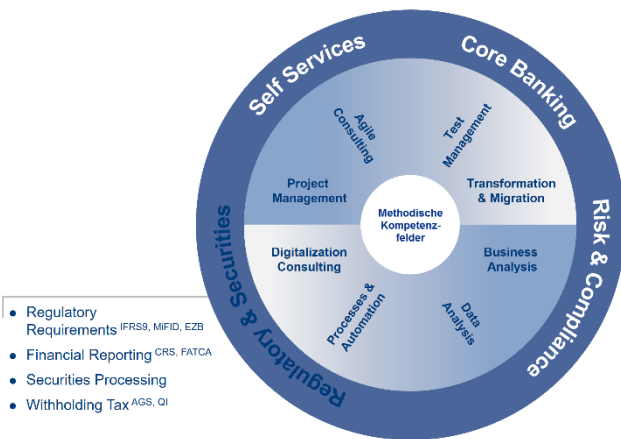 Self Services
Core Banking
Risk & Compliance
Regulatory & Securities
Agile
Consulting
Test
Management
Project
Management
Transformation
& Migration
Methodische
Kompetenz-
felder
Digitalization
Consulting
Business
Analysis
Processes &
Automation
Data
Analysis
• Regulatory
Requirements IFRS9, MiFID, EZB
• Financial Reporting CRS, FATCA
• Securities Processing
• Withholding Tax AGS, QI